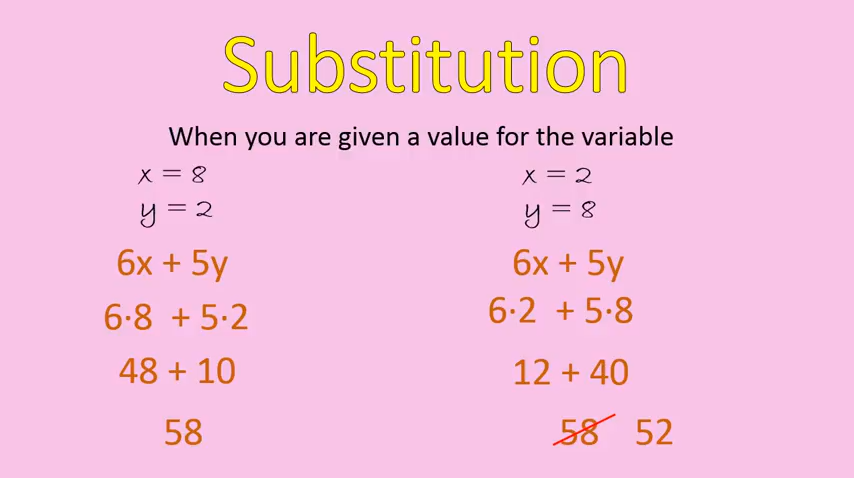 Substitution
When you are given a value for the variable
x = 8
y = 2
6x + 5y
6·8 + 5·2
48 + 10
58
x = 2
y = 8
6x + 5y
6·2 + 5·8
12 + 40
58 52